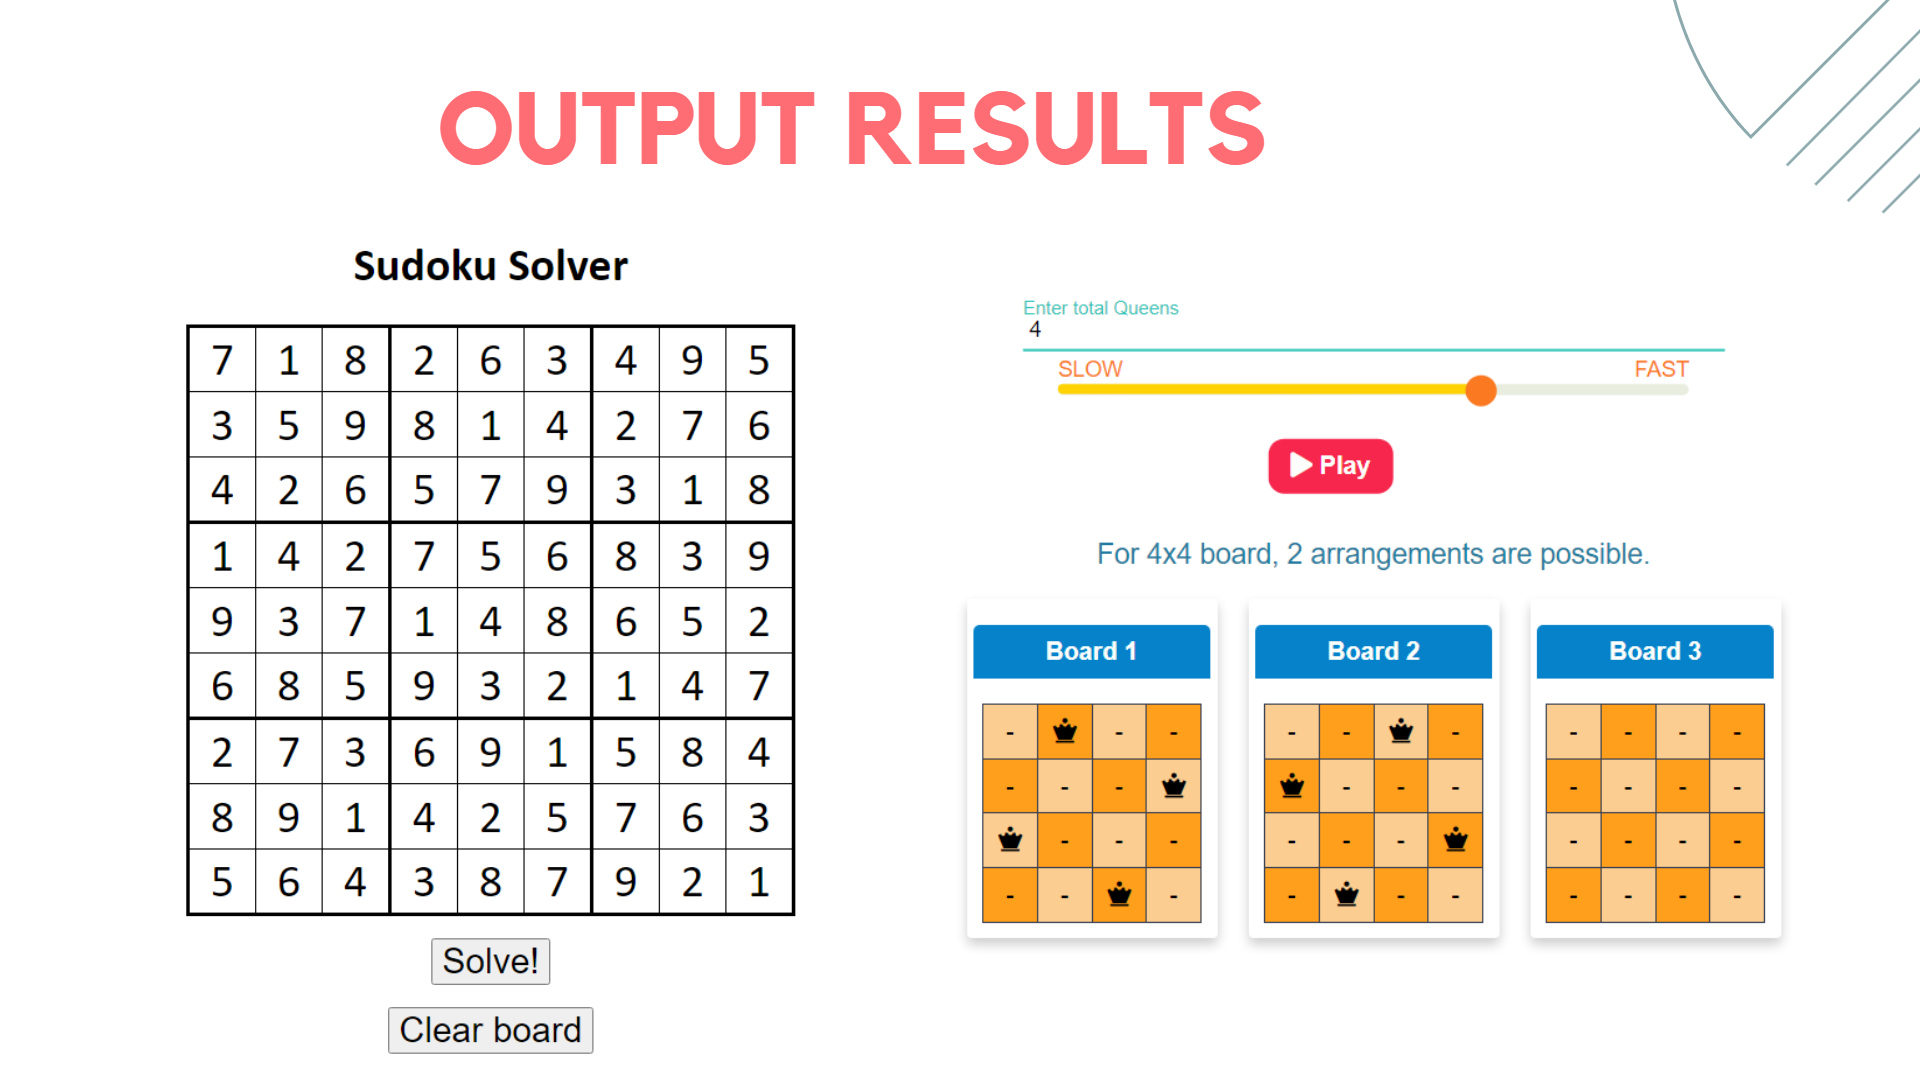 OUTPUT RESULTS
Sudoku Solver
7 1 8 2 6 3 4 9 5
3 5 9 8 1 4 2 7 6
4 2 6 5 7 9 3 1 8
1 4 2 7 5 6 8 3 9
9 3 7 1 4 8 6 5 2
6 8 5 9 3 2 1 4 7
2 7 3 6 9 1 5 8 4
8 9 1 4 2 5 7 6 3
5 6 4 3 8 7 9 2 1
Solve!
Clear board
Enter total Queens
4
SLOW FAST
Play
For 4x4 board, 2 arrangements are possible.
Board 1
- - -
- - -
- - -
- - -
Board 2
- - -
- - -
- - -
- - -
Board 3
- - - -
- - - -
- - - -
- - - -